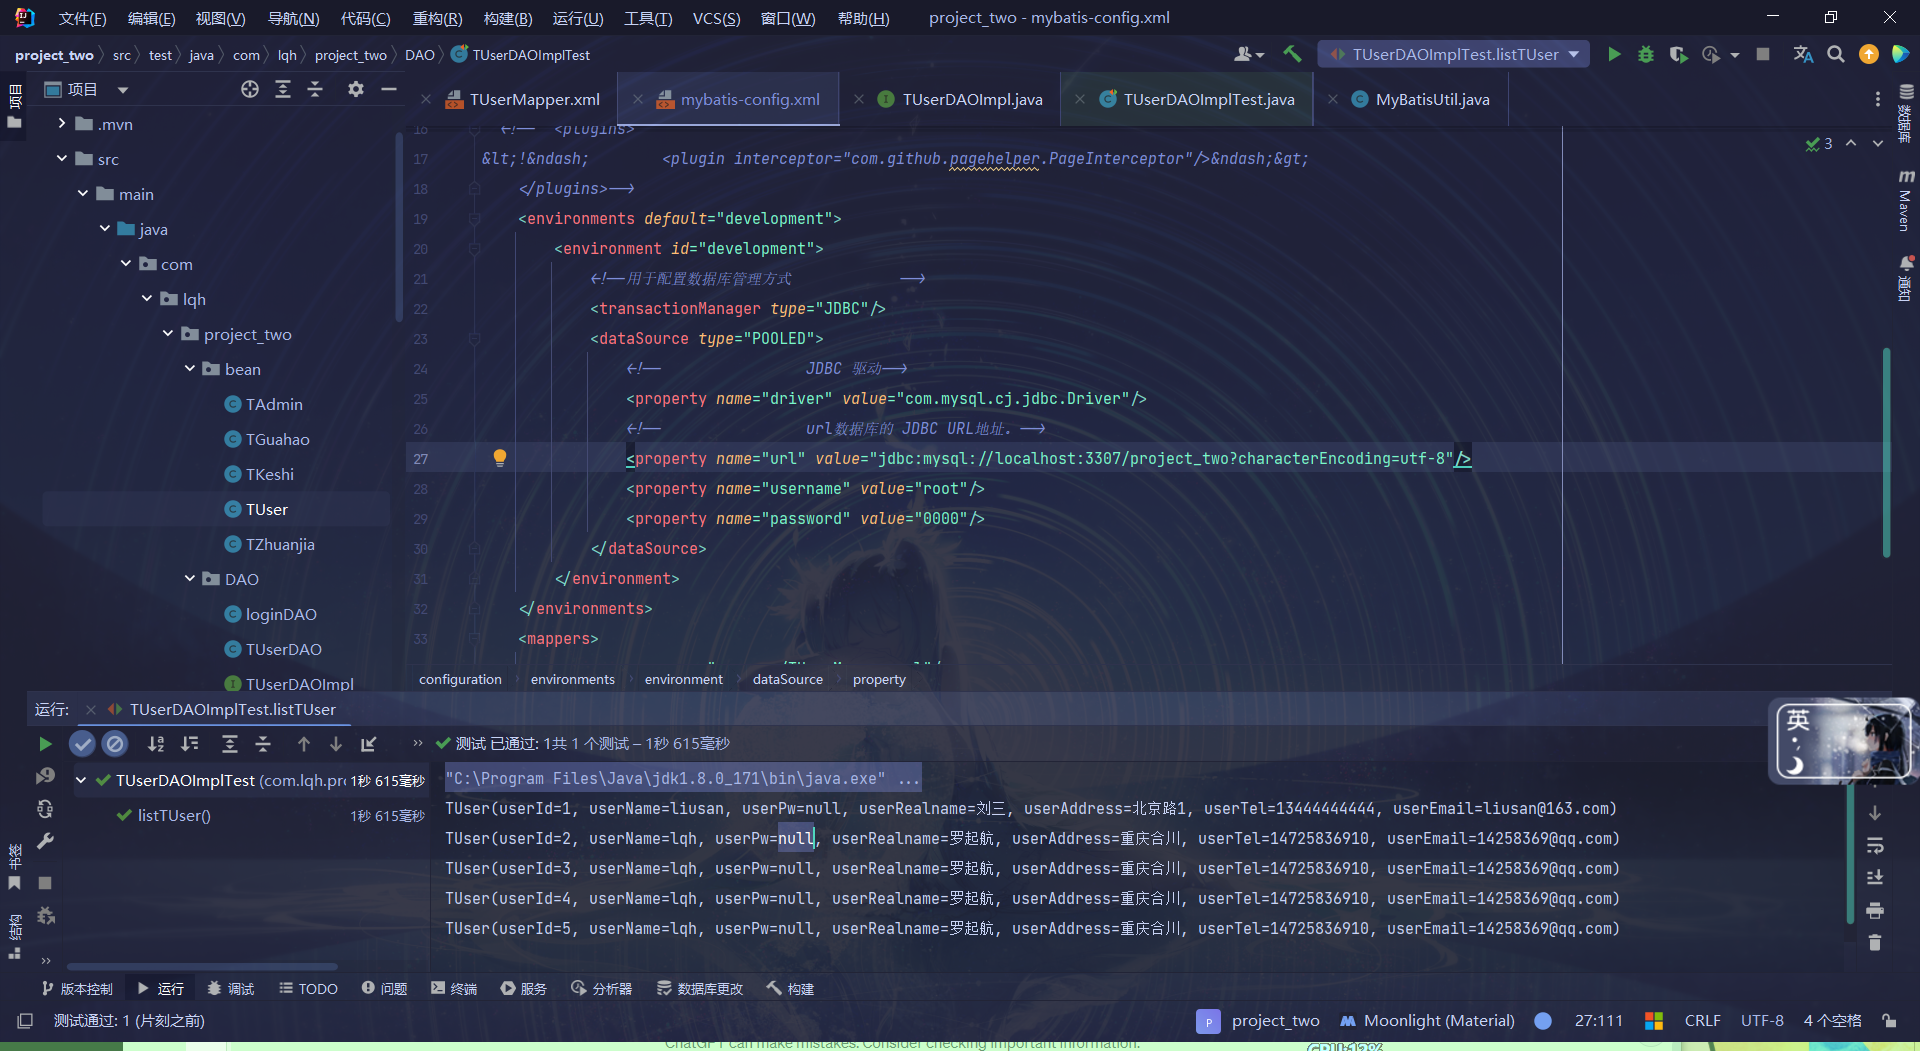 文件(F) 编辑(E) 视图(V) 导航(N) 代码(C) 重构(R) 构建(B) 运行(U) 工具(T) VCS(S) 窗口(W) 帮助(H) project_two - mybatis-config.xml
project_two src test java com lqh project_two DAO TUserDAOImplTest TUserDAOImplTest.listTUser
项目
项目
TUserMapper.xml mybatis-config.xml TUserDAOImpl.java TUserDAOImplTest.java MyBatisUtil.java
数据库
Maven
通知
.mvn
src
main
java
com
lqh
project_two
bean
TAdmin
TGuahao
TKeshi
TUser
TZhuanjia
DAO
loginDAO
TUserDAO
TUserDAOImpl
3
16 <!-- <plugins>
17 &lt;!&ndash; <plugin interceptor="com.github.pagehelper.PageInterceptor"/>&ndash;&gt;
18 </plugins>-->
19 <environments default="development">
20 <environment id="development">
21 <!--用于配置数据库管理方式 -->
22 <transactionManager type="JDBC"/>
23 <dataSource type="POOLED">
24 <!-- JDBC 驱动-->
25 <property name="driver" value="com.mysql.cj.jdbc.Driver"/>
26 <!-- url数据库的 JDBC URL地址. -->
27 <property name="url" value="jdbc:mysql://localhost:3307/project_two?characterEncoding=utf-8"/>
28 <property name="username" value="root"/>
29 <property name="password" value="0000"/>
30 </dataSource>
31 </environment>
32 </environments>
33 <mappers>
configuration environments environment dataSource property
运行: TUserDAOImplTest.listTUser
测试 已通过: 1共 1 个测试 – 1秒 615毫秒
TUserDAOImplTest (com.lqh.pro 1秒 615毫秒
listTUser() 1秒 615毫秒
"C:\Program Files\Java\jdk1.8.0_171\bin\java.exe" ...
TUser(userId=1, userName=liusan, userPw=null, userRealname=刘三, userAddress=北京路1, userTel=13444444444, userEmail=liusan@163.com)
TUser(userId=2, userName=lqh, userPw=null, userRealname=罗起航, userAddress=重庆合川, userTel=14725836910, userEmail=14258369@qq.com)
TUser(userId=3, userName=lqh, userPw=null, userRealname=罗起航, userAddress=重庆合川, userTel=14725836910, userEmail=14258369@qq.com)
TUser(userId=4, userName=lqh, userPw=null, userRealname=罗起航, userAddress=重庆合川, userTel=14725836910, userEmail=14258369@qq.com)
TUser(userId=5, userName=lqh, userPw=null, userRealname=罗起航, userAddress=重庆合川, userTel=14725836910, userEmail=14258369@qq.com)
英
书签
结构
版本控制 运行 调试 TODO 问题 终端 服务 分析器 数据库更改 构建
测试通过: 1 (片刻之前) P project_two Moonlight (Material) 27:111 CRLF UTF-8 4 个空格
ChatGPT can make mistakes. Consider checking important information.